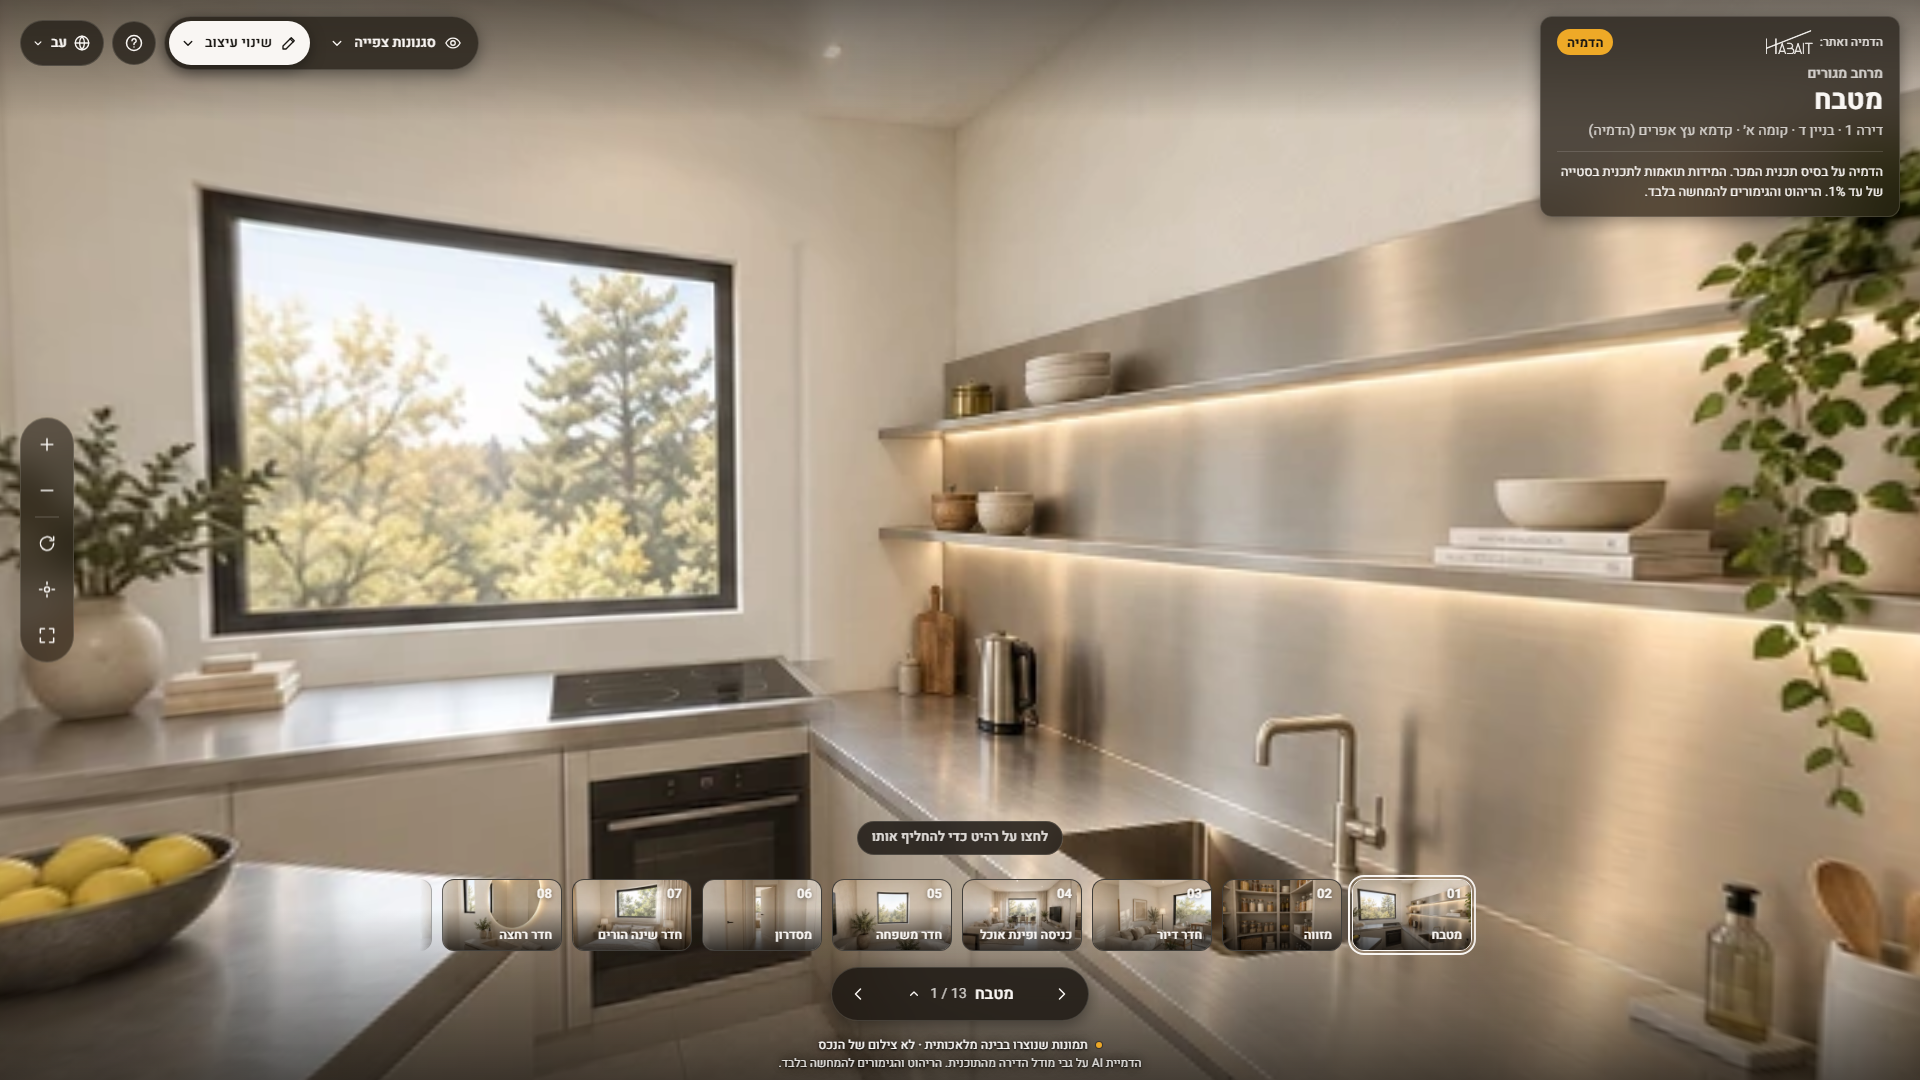 הדמיה ואתר: HABAIT
הדמיה
מרחב מגורים
מטבח
דירה 1 · בניין ד · קומה א' · קדמא עץ אפרים (הדמיה)
הדמיה על בסיס תכנית המכר. המידות תואמות לתכנית בסטייה
של עד 1%. הריהוט והגימורים להמחשה בלבד.
סגנונות צפייה
שינוי עיצוב
עב
לחצו על רהיט כדי להחליף אותו
01 מטבח
02 מזווה
03 חדר דיור
04 כניסה ופינת אוכל
05 חדר משפחה
06 מסדרון
07 חדר שינה הורים
08 חדר רחצה
מטבח 1 / 13
תמונות שנוצרו בבינה מלאכותית · לא צילום של הנכס
הדמיית AI על גבי מודל הדירה מהתוכנית. הריהוט והגימורים להמחשה בלבד.